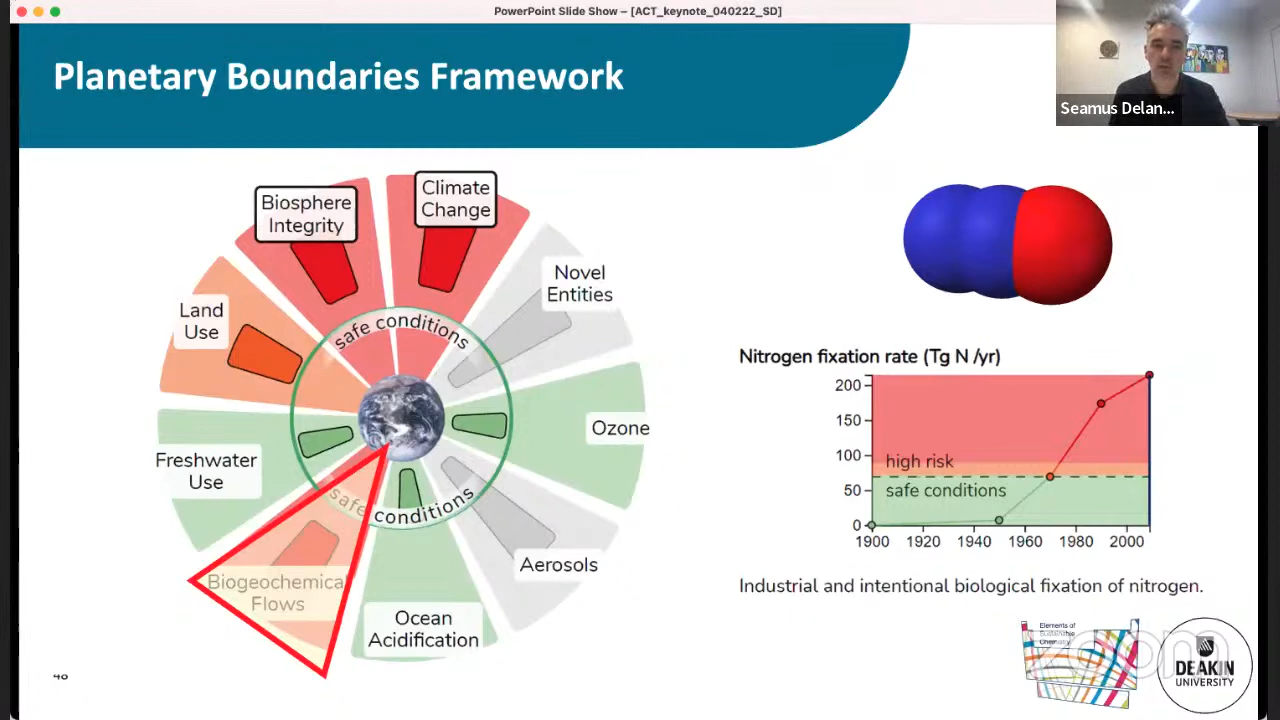 PowerPoint Slide Show – [ACT_keynote_040222_SD]
Planetary Boundaries Framework
Seamus Delan...
Biosphere
Integrity
Climate
Change
Novel
Entities
Land
Use
safe conditions
Ozone
Freshwater
Use
safe conditions
Aerosols
Biogeochemical
Flows
Ocean
Acidification
Nitrogen fixation rate (Tg N /yr)
200
150
100
50
0
high risk
safe conditions
1900 1920 1940 1960 1980 2000
Industrial and intentional biological fixation of nitrogen.
Elements of
Sustainable
Chemistry
zoom
DEAKIN
UNIVERSITY